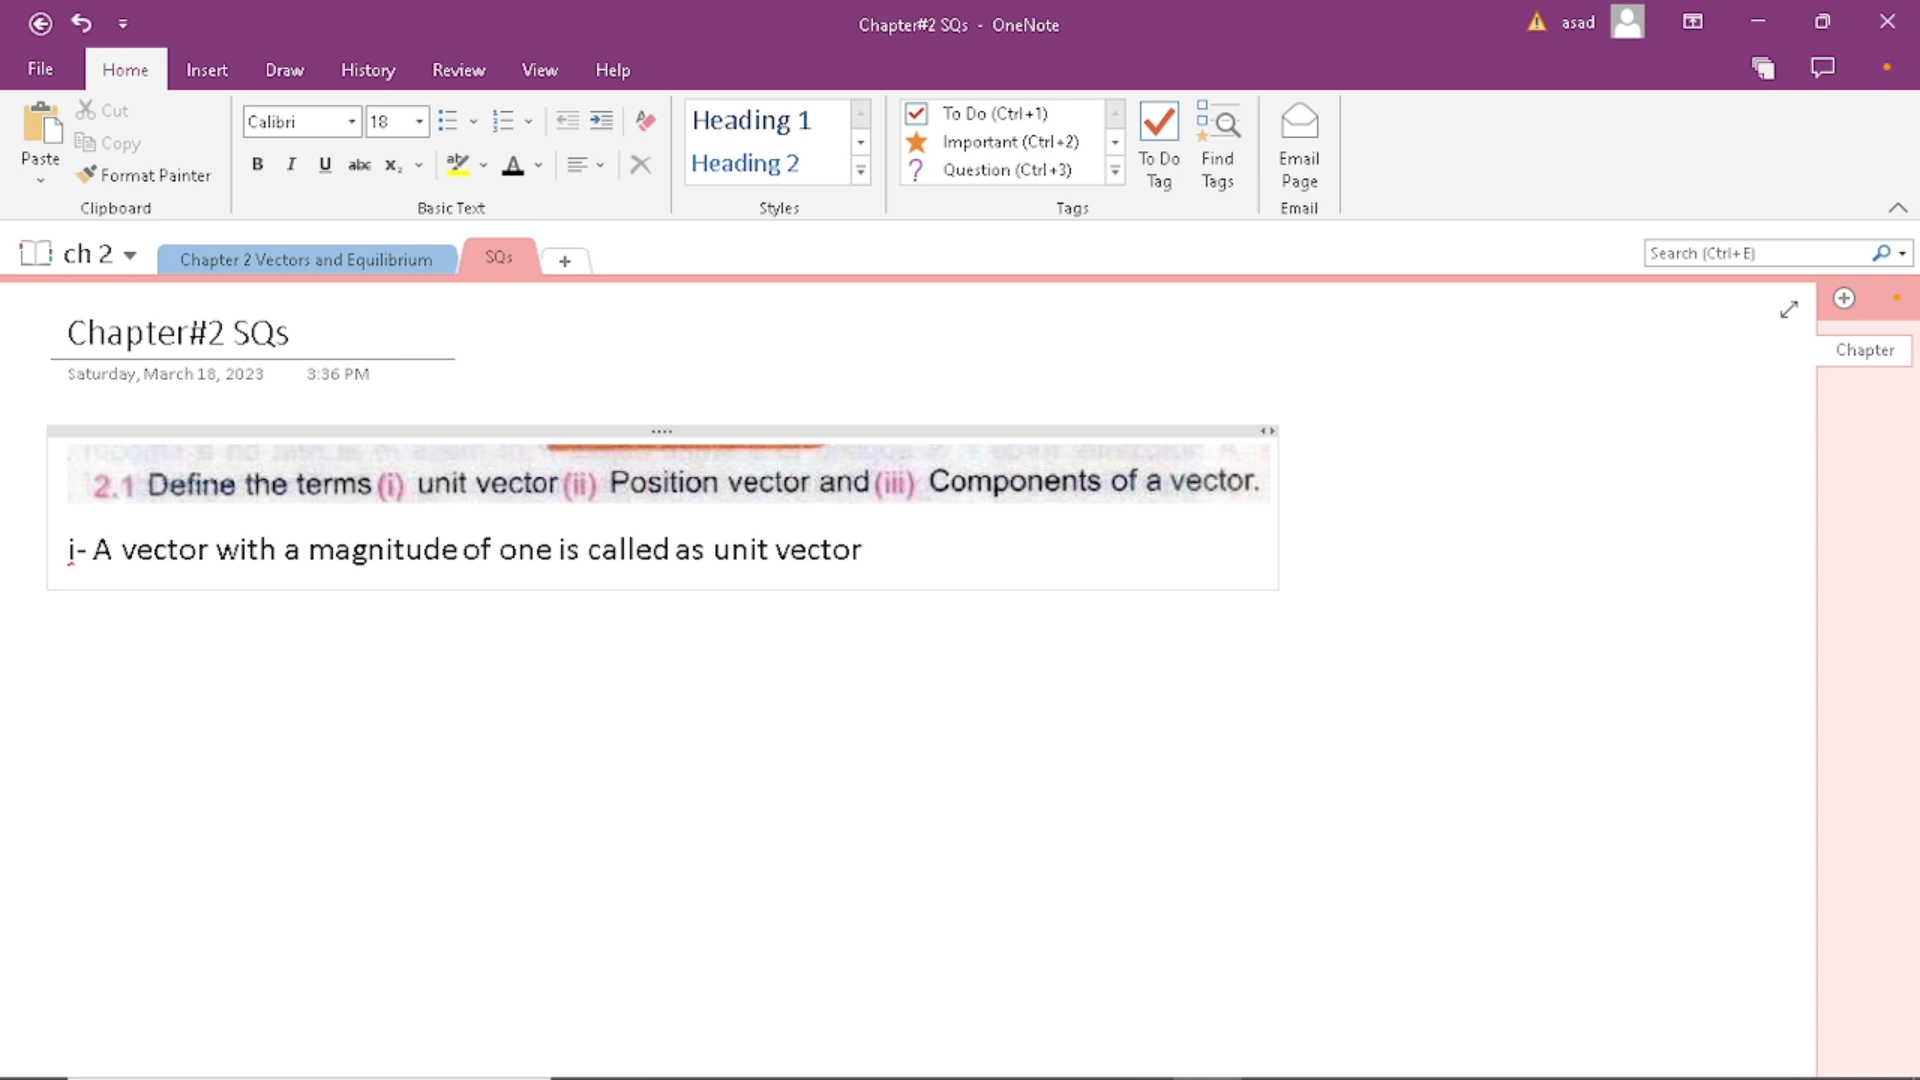 Chapter#2 SQs - OneNote
asad
File Home Insert Draw History Review View Help
Paste
Cut
Copy
Format Painter
Clipboard
Calibri 18
B I U abc x₂ ab A
Basic Text
Heading 1
Heading 2
Styles
To Do (Ctrl+1)
Important (Ctrl+2)
Question (Ctrl+3)
To Do
Tag
Find
Tags
Tags
Email
Page
Email
ch 2
Chapter 2 Vectors and Equilibrium
SQs
Search (Ctrl+E)
Chapter
Chapter#2 SQs
Saturday, March 18, 2023 3:36 PM
2.1 Define the terms (i) unit vector (ii) Position vector and (iii) Components of a vector.
i- A vector with a magnitude of one is called as unit vector